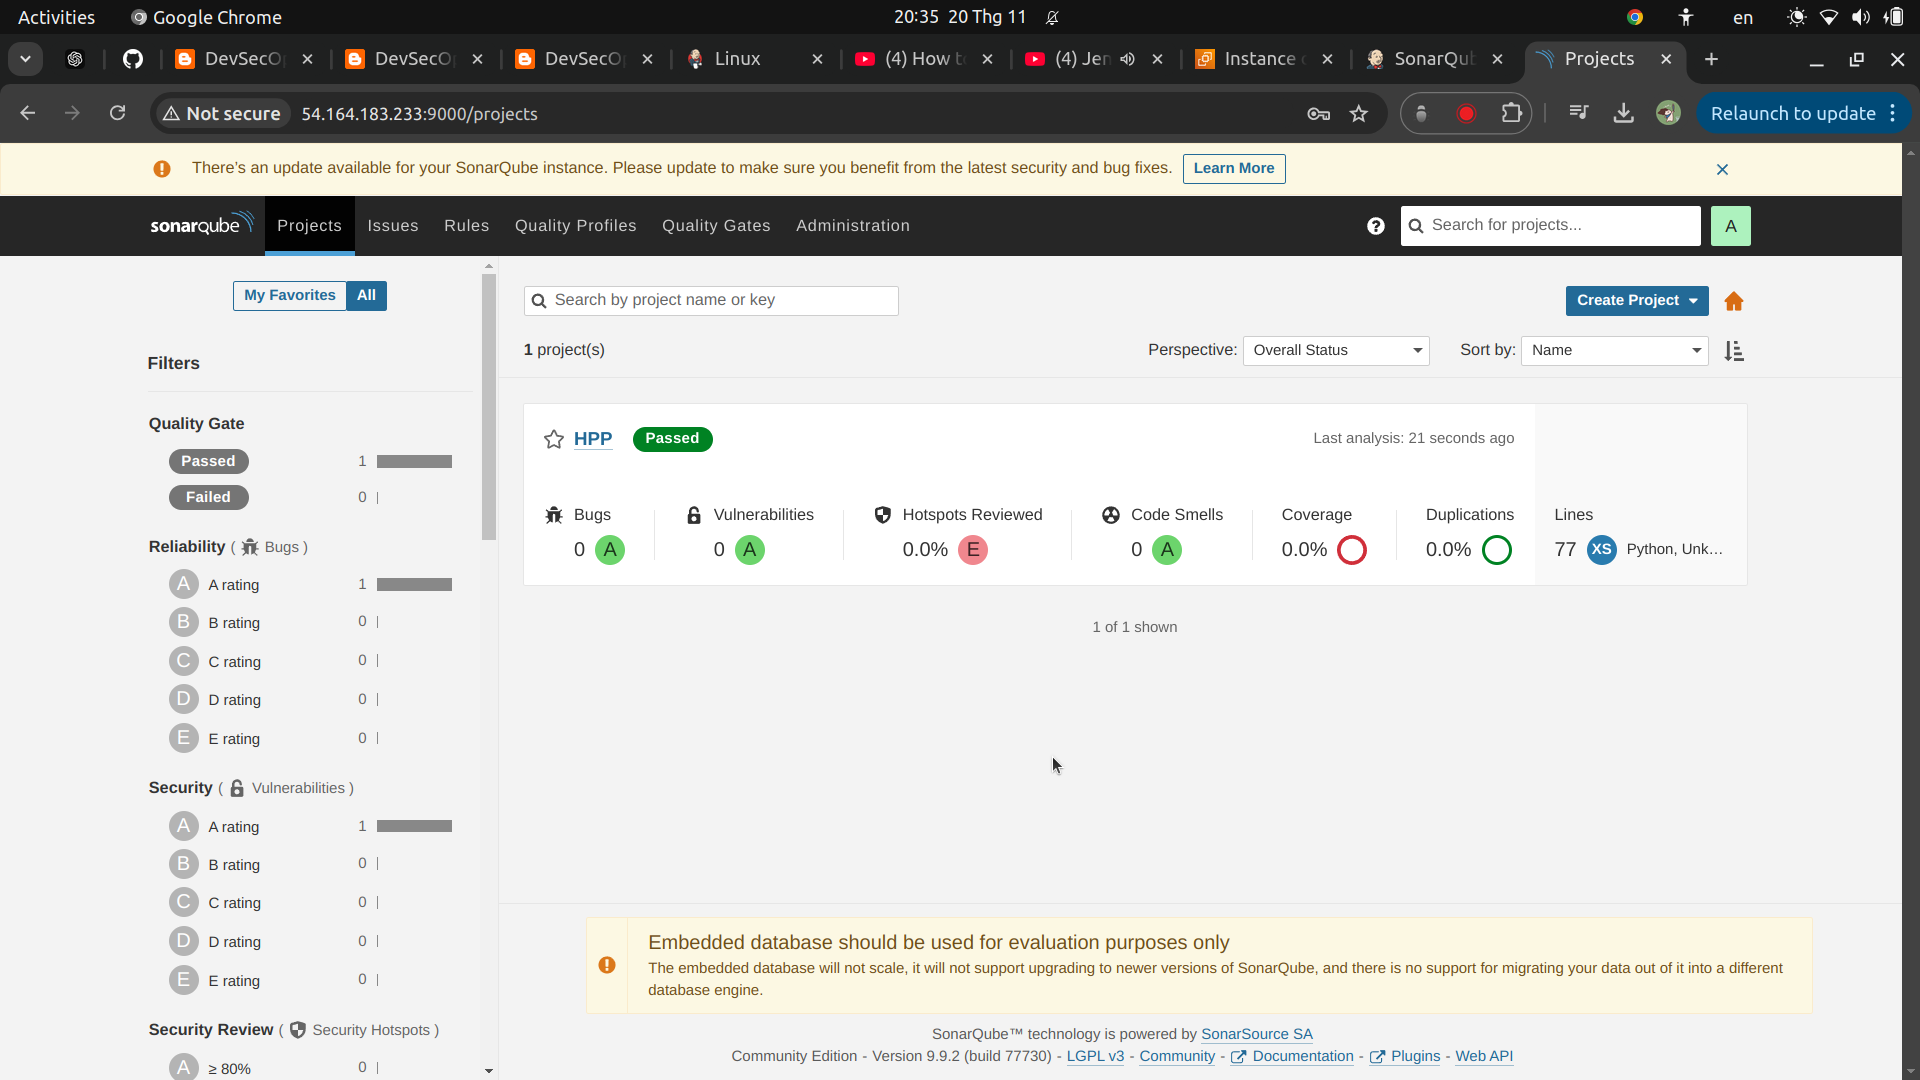 Activities
Google Chrome
20:35 20 Thg 11
en
DevSecO
DevSecO
DevSecO
Linux
(4) How t
(4) Jen
Instance
SonarQu
Projects
Not secure
54.164.183.233:9000/projects
Relaunch to update
There's an update available for your SonarQube instance. Please update to make sure you benefit from the latest security and bug fixes.
Learn More
sonarqube
Projects
Issues
Rules
Quality Profiles
Quality Gates
Administration
Search for projects...
A
My Favorites
All
Search by project name or key
Create Project
1 project(s)
Perspective:
Overall Status
Sort by:
Name
Filters
Quality Gate
Passed
1
Failed
0
Reliability ( Bugs )
A A rating 1
B B rating 0
C C rating 0
D D rating 0
E E rating 0
Security ( Vulnerabilities )
A A rating 1
B B rating 0
C C rating 0
D D rating 0
E E rating 0
Security Review ( Security Hotspots )
A ≥ 80% 0
HPP
Passed
Last analysis: 21 seconds ago
Bugs
0 A
Vulnerabilities
0 A
Hotspots Reviewed
0.0% E
Code Smells
0 A
Coverage
0.0%
Duplications
0.0%
Lines
77 XS Python, Unk...
1 of 1 shown
Embedded database should be used for evaluation purposes only
The embedded database will not scale, it will not support upgrading to newer versions of SonarQube, and there is no support for migrating your data out of it into a different
database engine.
SonarQube™ technology is powered by SonarSource SA
Community Edition - Version 9.9.2 (build 77730) - LGPL v3 - Community - Documentation - Plugins - Web API